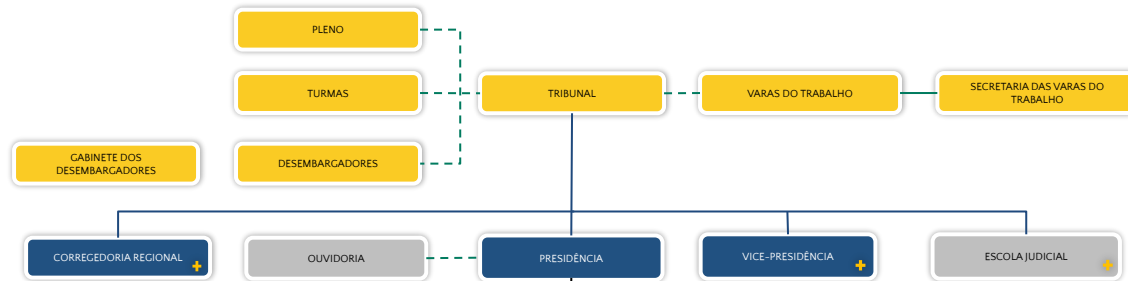 PLENO
TURMAS
TRIBUNAL
VARAS DO TRABALHO
SECRETARIA DAS VARAS DO
TRABALHO
GABINETE DOS
DESEMBARGADORES
DESEMBARGADORES
CORREGEDORIA REGIONAL
OUVIDORIA
PRESIDÊNCIA
VICE-PRESIDÊNCIA
ESCOLA JUDICIAL